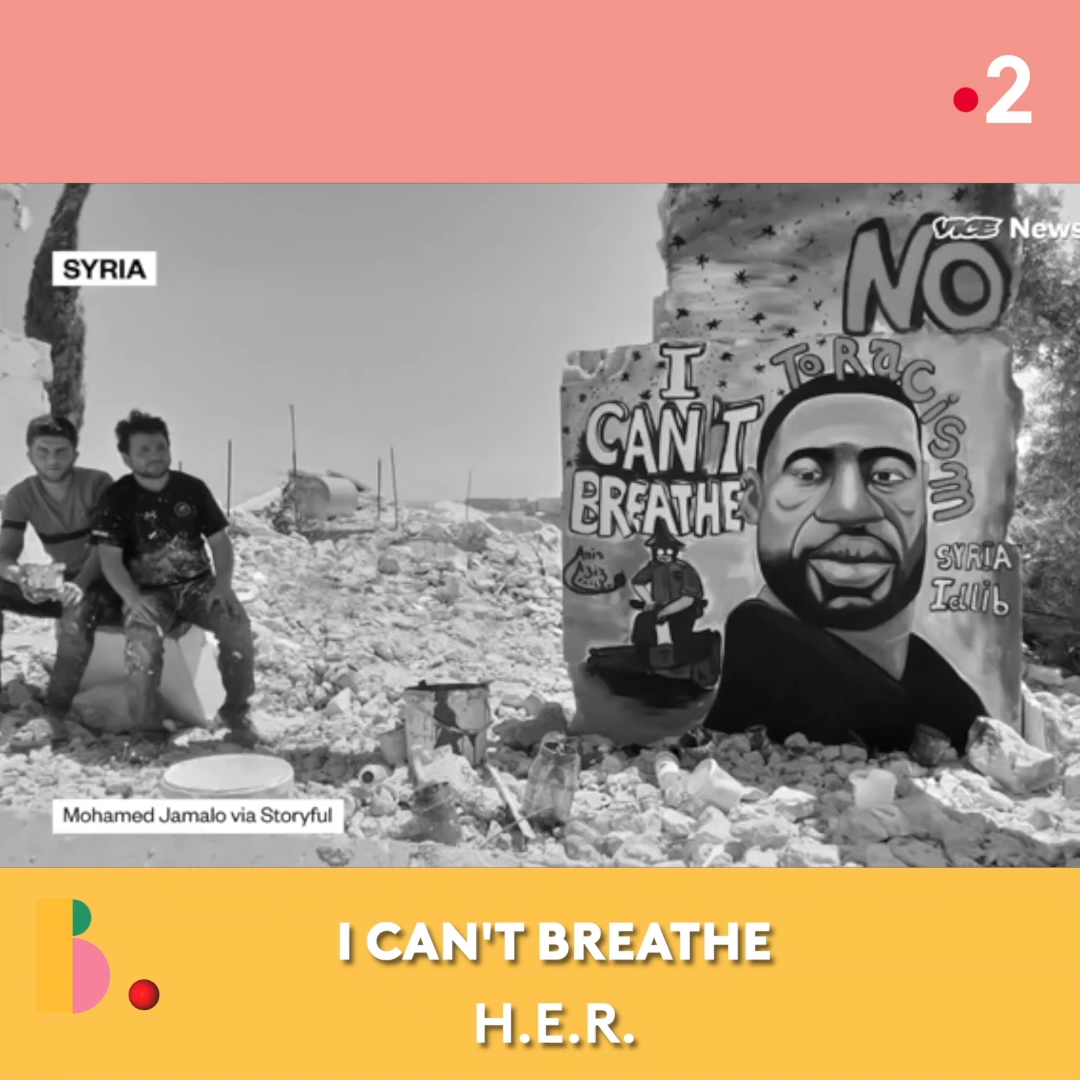 2
VICE News
SYRIA
NO
TO RACISM
I
CAN'T
BREATHE
SYRIA
Idlib
Mohamed Jamalo via Storyful
B.
I CAN'T BREATHE
H.E.R.